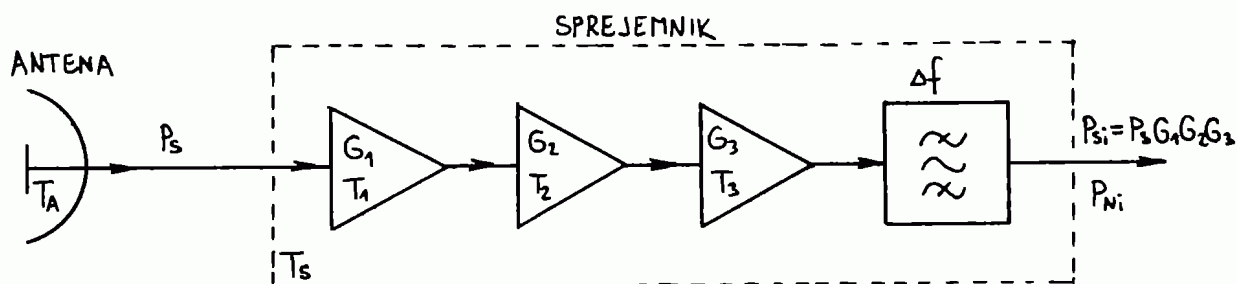 SPREJEMNIK
ANTENA
Δf
Ps
G1
T1
G2
T2
G3
T3
Psi=PsG1G2G3
TA
PNi
Ts